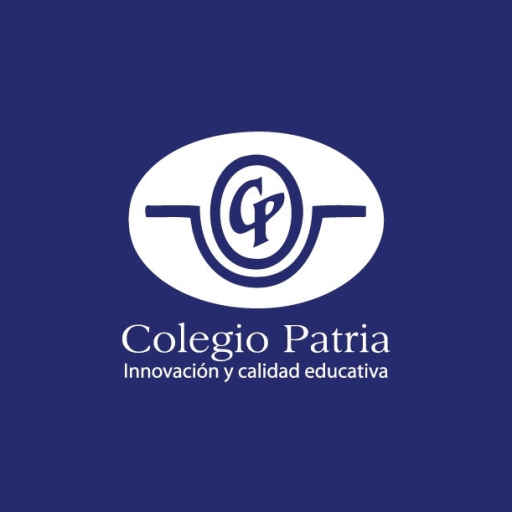 CP
Colegio Patria
Innovación y calidad educativa